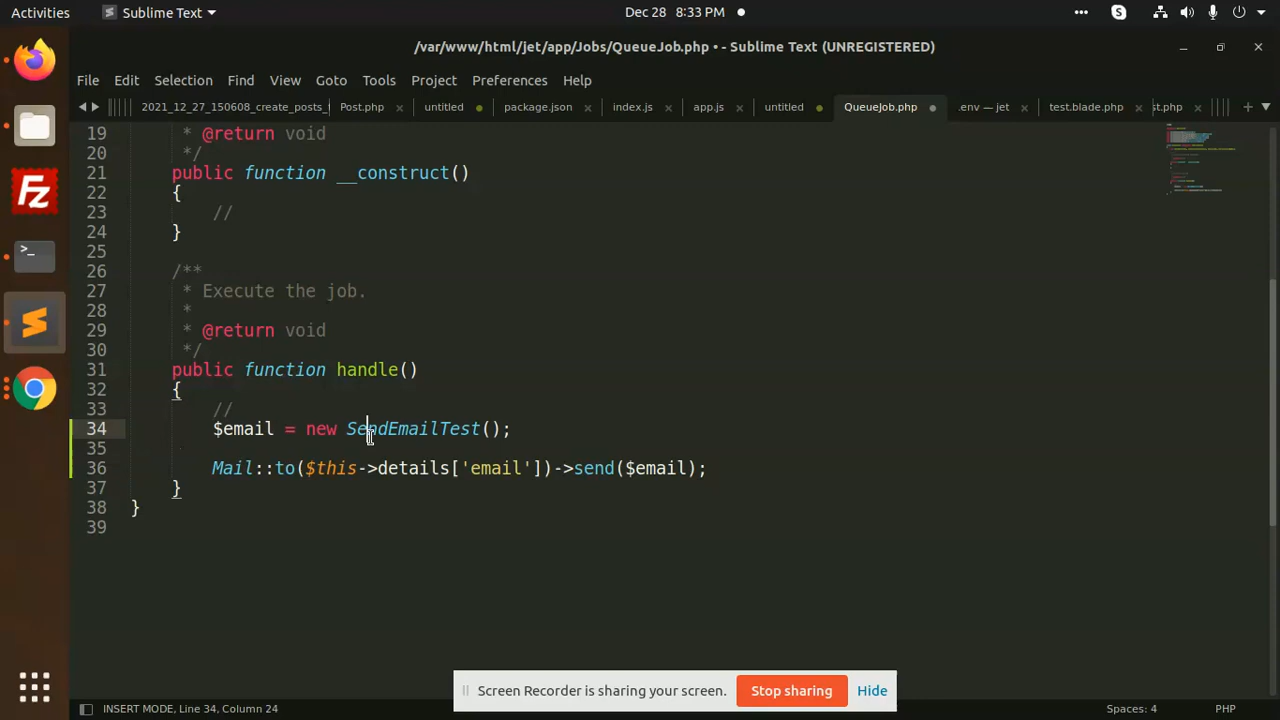 Activities Sublime Text Dec 28 8:33 PM
/var/www/html/jet/app/Jobs/QueueJob.php • - Sublime Text (UNREGISTERED)
File Edit Selection Find View Goto Tools Project Preferences Help
2021_12_27_150608_create_posts_ Post.php untitled package.json index.js app.js untitled QueueJob.php .env — jet test.blade.php st.php
19 * @return void
20 */
21 public function __construct()
22 {
23 //
24 }
25
26 /**
27 * Execute the job.
28 *
29 * @return void
30 */
31 public function handle()
32 {
33 //
34 $email = new SendEmailTest();
35
36 Mail::to($this->details['email'])->send($email);
37 }
38 }
39
Screen Recorder is sharing your screen. Stop sharing Hide
INSERT MODE, Line 34, Column 24 Spaces: 4 PHP